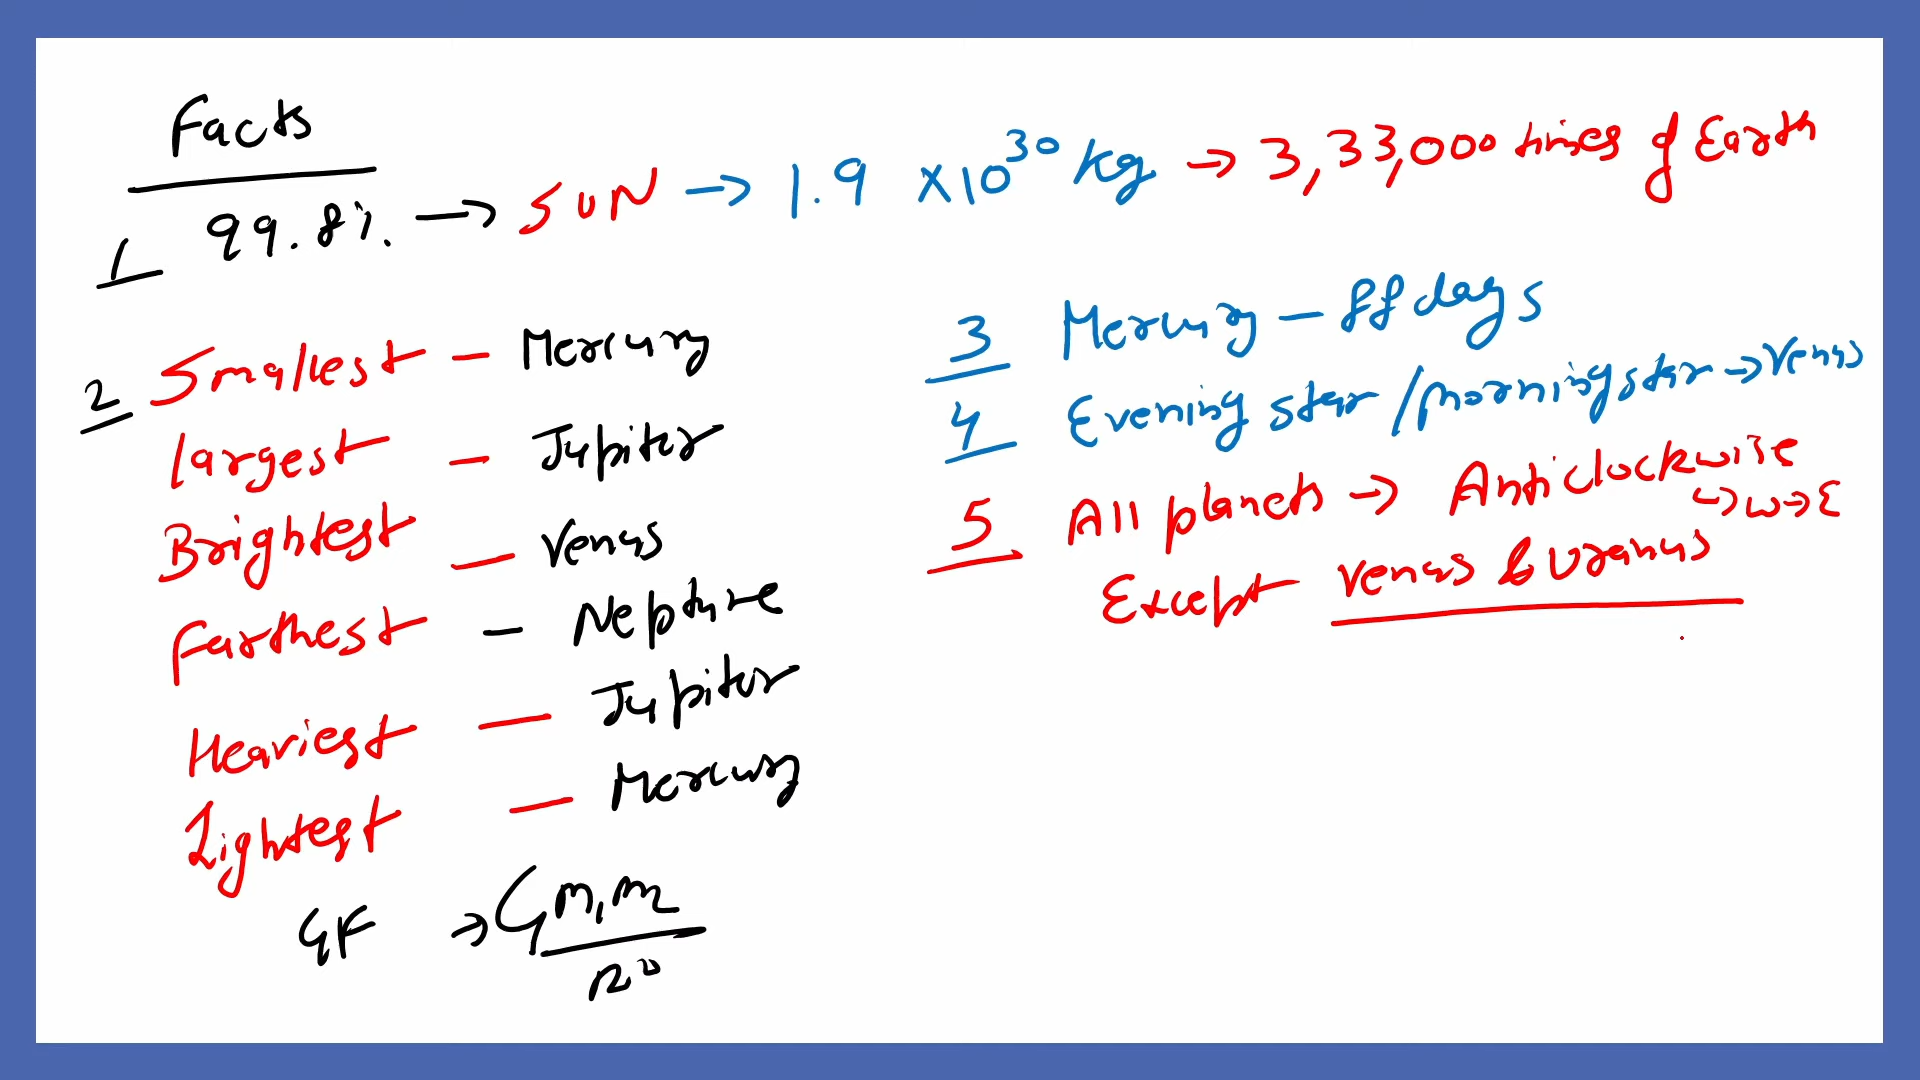 Facts
1 99.8%. → SUN → 1.9 ×10³⁰ kg → 3,33,000 times of Earth
2 Smallest – Mercury
Largest – Jupiter
Brightest – Venus
Farthest – Neptune
Heaviest – Jupiter
Lightest – Mercury
GF → Gm₁m₂/R²
3 Mercury – 88 days
4 Evening star / morning star → Venus
5 All planets → Anticlockwise
↳ W→E
Except Venus & Uranus